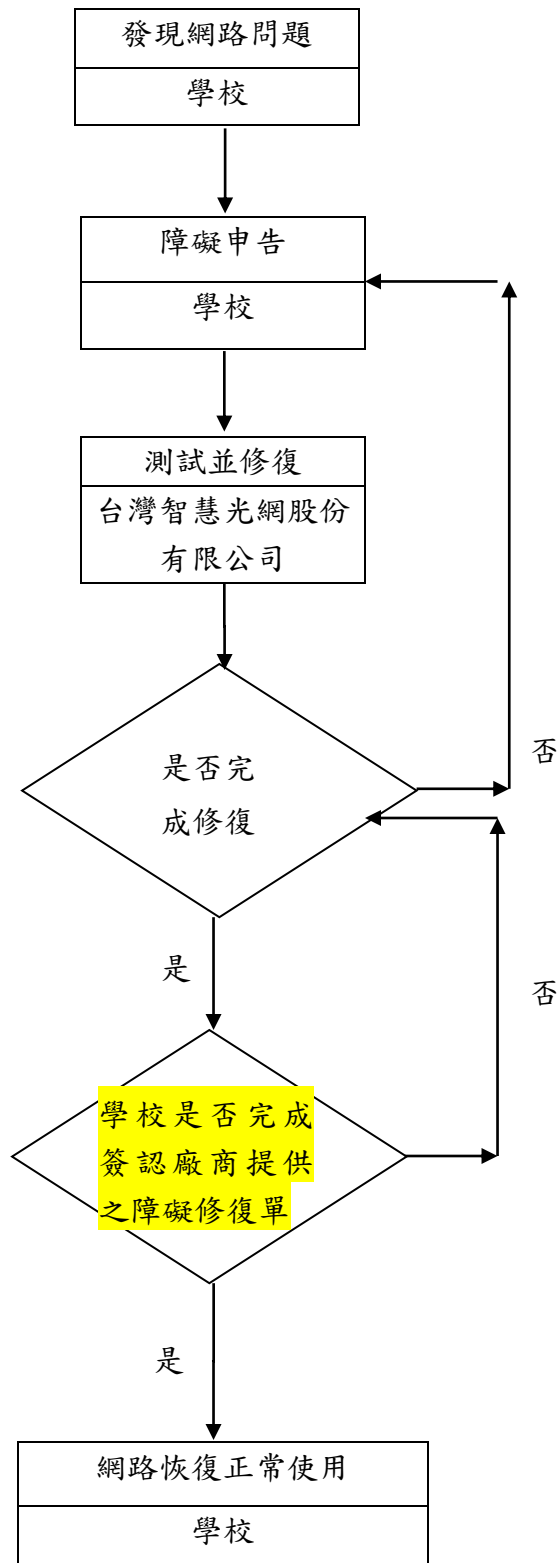 發現網路問題
學校
障礙申告
學校
測試並修復
台灣智慧光網股份
有限公司
是否完
成修復
否
是
否
學校是否完成
簽認廠商提供
之障礙修復單
是
網路恢復正常使用
學校